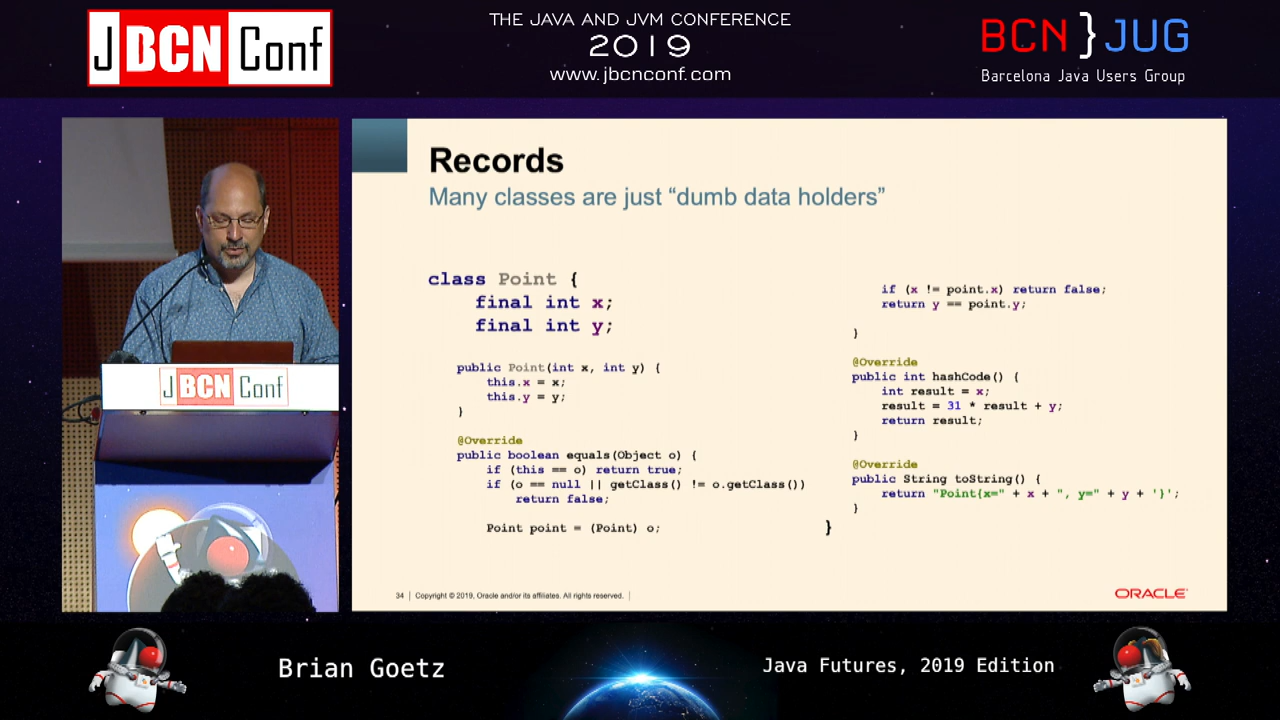 JBCNConf
THE JAVA AND JVM CONFERENCE
2019
www.jbcnconf.com
BCN}JUG
Barcelona Java Users Group
Records
Many classes are just “dumb data holders”
class Point {
    final int x;
    final int y;
    public Point(int x, int y) {
        this.x = x;
        this.y = y;
    }
    @Override
    public boolean equals(Object o) {
        if (this == o) return true;
        if (o == null || getClass() != o.getClass())
            return false;
        Point point = (Point) o;
        if (x != point.x) return false;
        return y == point.y;
    }
    @Override
    public int hashCode() {
        int result = x;
        result = 31 * result + y;
        return result;
    }
    @Override
    public String toString() {
        return "Point{x=" + x + ", y=" + y + '}';
    }
}
34 | Copyright © 2019, Oracle and/or its affiliates. All rights reserved. |
ORACLE®
JBCNConf
Brian Goetz
Java Futures, 2019 Edition